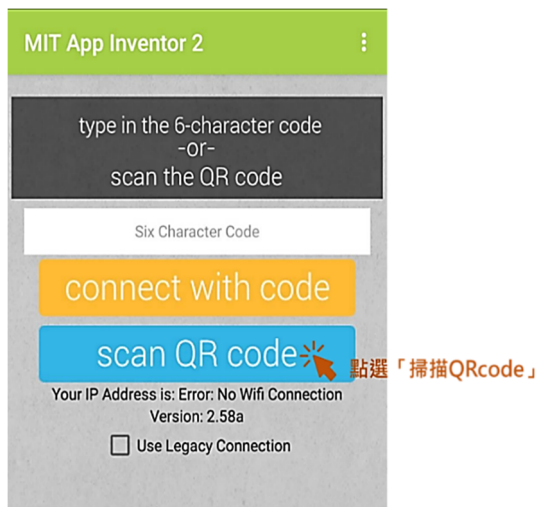 MIT App Inventor 2
type in the 6-character code
-or-
scan the QR code
Six Character Code
connect with code
scan QR code
點選「掃描QRcode」
Your IP Address is: Error: No Wifi Connection
Version: 2.58a
Use Legacy Connection